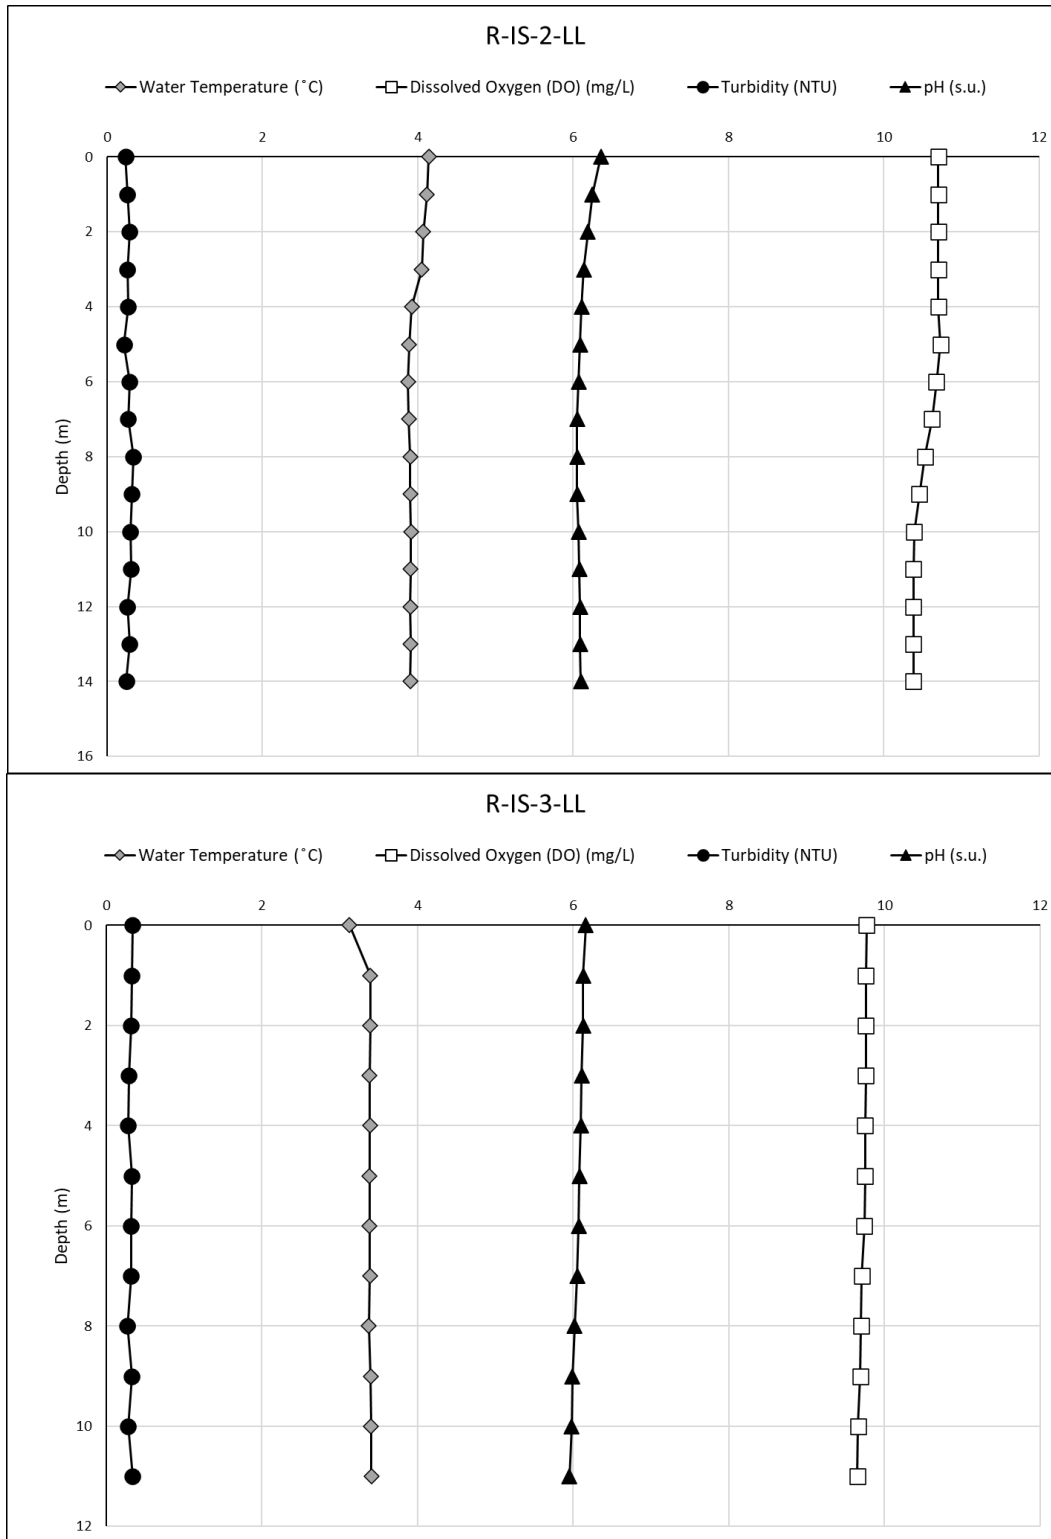 R-IS-2-LL
Water Temperature (˚C) Dissolved Oxygen (DO) (mg/L) Turbidity (NTU) pH (s.u.)
0 2 4 6 8 10 12
0
2
4
6
8
10
12
14
16
Depth (m)
R-IS-3-LL
Water Temperature (˚C) Dissolved Oxygen (DO) (mg/L) Turbidity (NTU) pH (s.u.)
0 2 4 6 8 10 12
0
2
4
6
8
10
12
Depth (m)